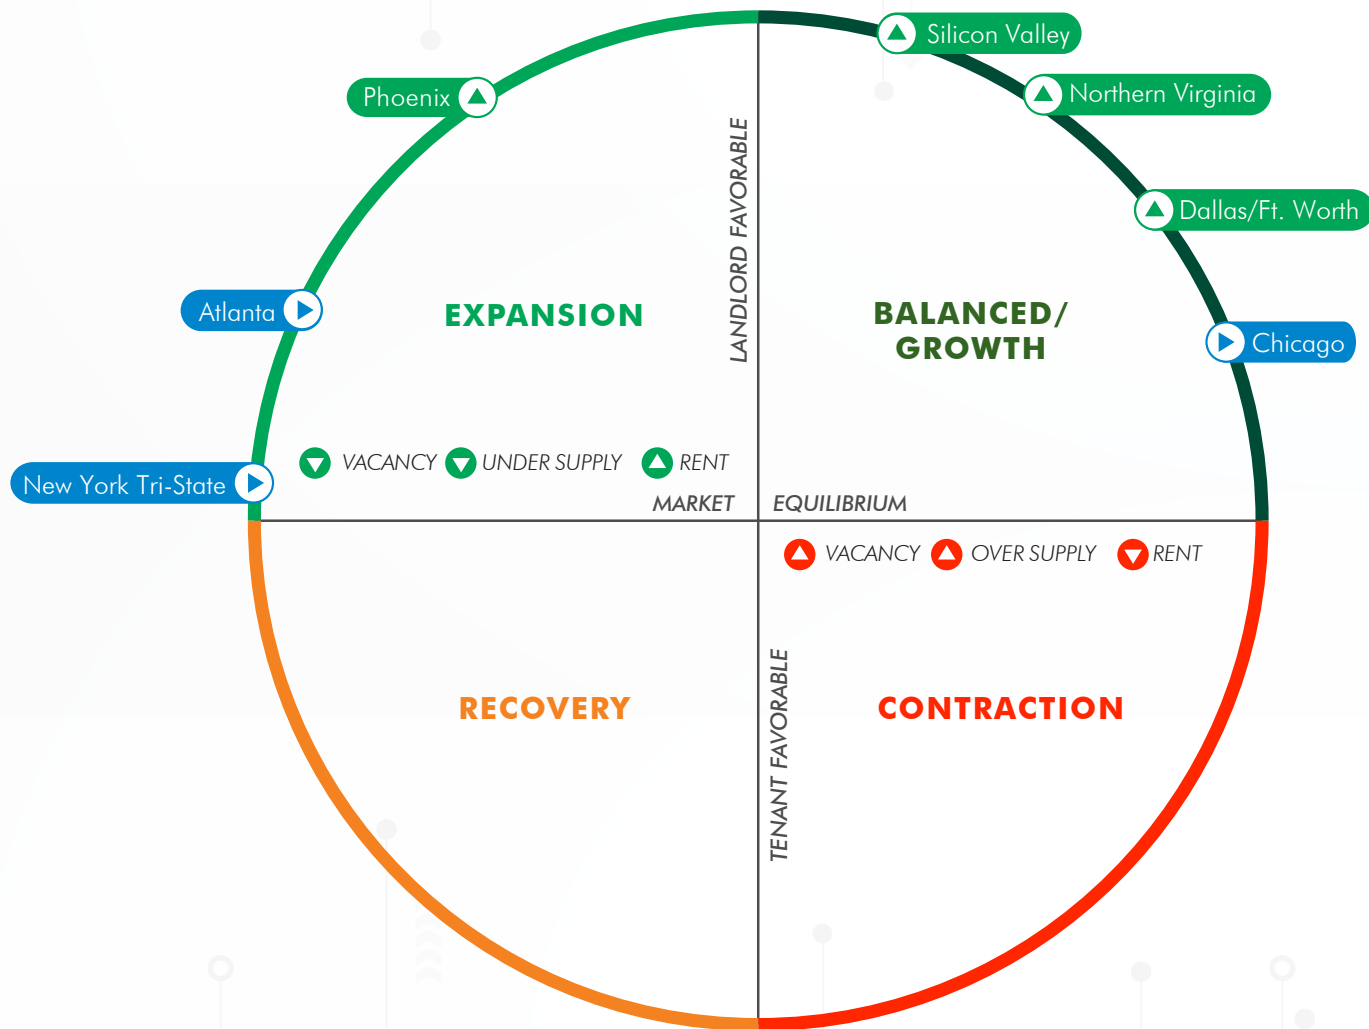 Silicon Valley
Phoenix
Northern Virginia
LANDLORD FAVORABLE
Dallas/Ft. Worth
Atlanta
EXPANSION
BALANCED/
GROWTH
Chicago
VACANCY UNDER SUPPLY RENT
New York Tri-State
MARKET EQUILIBRIUM
VACANCY OVER SUPPLY RENT
TENANT FAVORABLE
RECOVERY
CONTRACTION